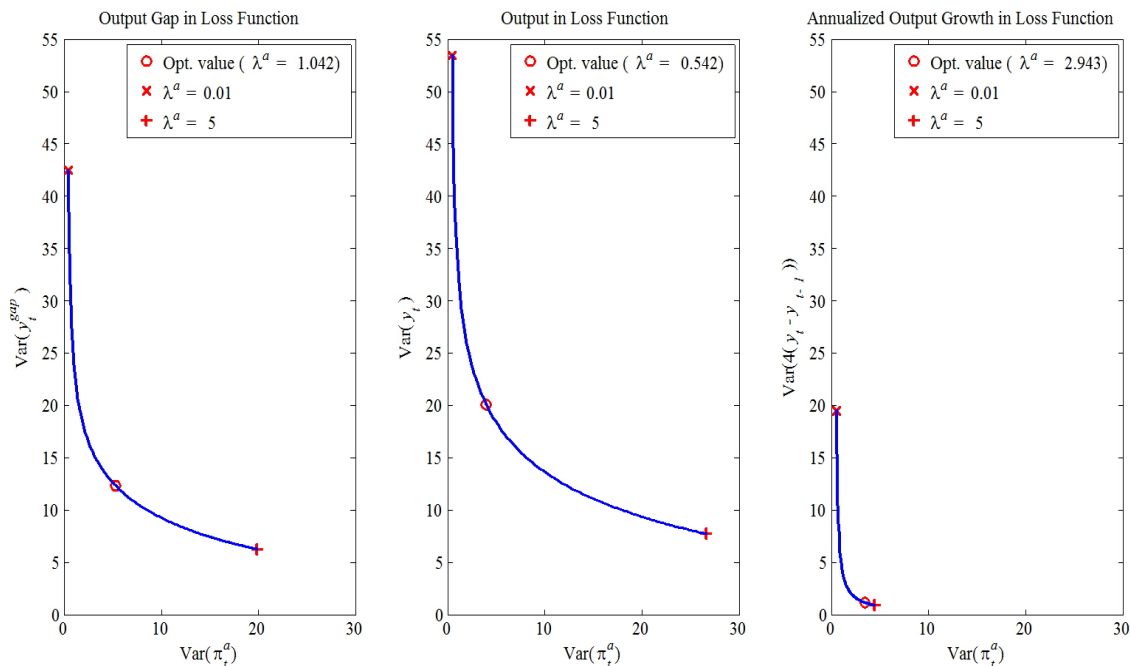 Output Gap in Loss Function
55
50
45
40
35
30
25
20
15
10
5
0
Var(y_t^gap)
Opt. value ( λ^a = 1.042)
λ^a = 0.01
λ^a = 5
0 10 20 30
Var(π_t^a)
Output in Loss Function
55
50
45
40
35
30
25
20
15
10
5
0
Var(y_t)
Opt. value ( λ^a = 0.542)
λ^a = 0.01
λ^a = 5
0 10 20 30
Var(π_t^a)
Annualized Output Growth in Loss Function
55
50
45
40
35
30
25
20
15
10
5
0
Var(4(y_t - y_t-1))
Opt. value ( λ^a = 2.943)
λ^a = 0.01
λ^a = 5
0 10 20 30
Var(π_t^a)